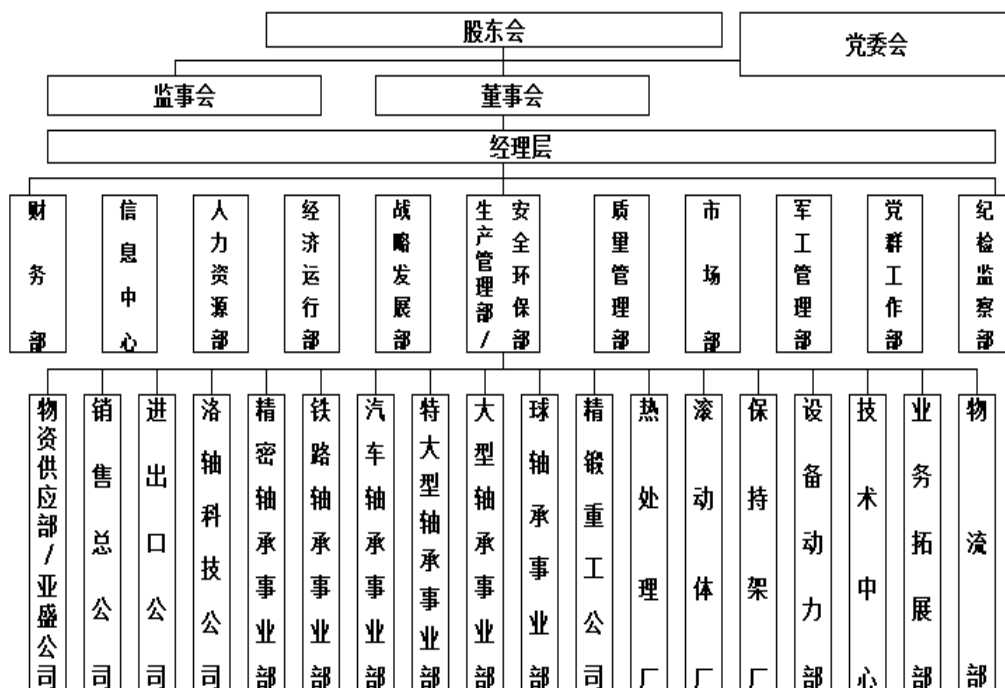 股东会
党委会
监事会
董事会
经理层
财务部
信息中心
人力资源部
经济运行部
战略发展部
生产管理部/
安全环保部
质量管理部
市场部
军工管理部
党群工作部
纪检监察部
物资供应部/亚盛公司
销售总公司
进出口公司
洛轴科技公司
精密轴承事业部
铁路轴承事业部
汽车轴承事业部
特大型轴承事业部
大型轴承事业部
球轴承事业部
精锻重工公司
热处理厂
滚动体厂
保持架厂
设备动力部
技术中心
业务拓展部
物流部